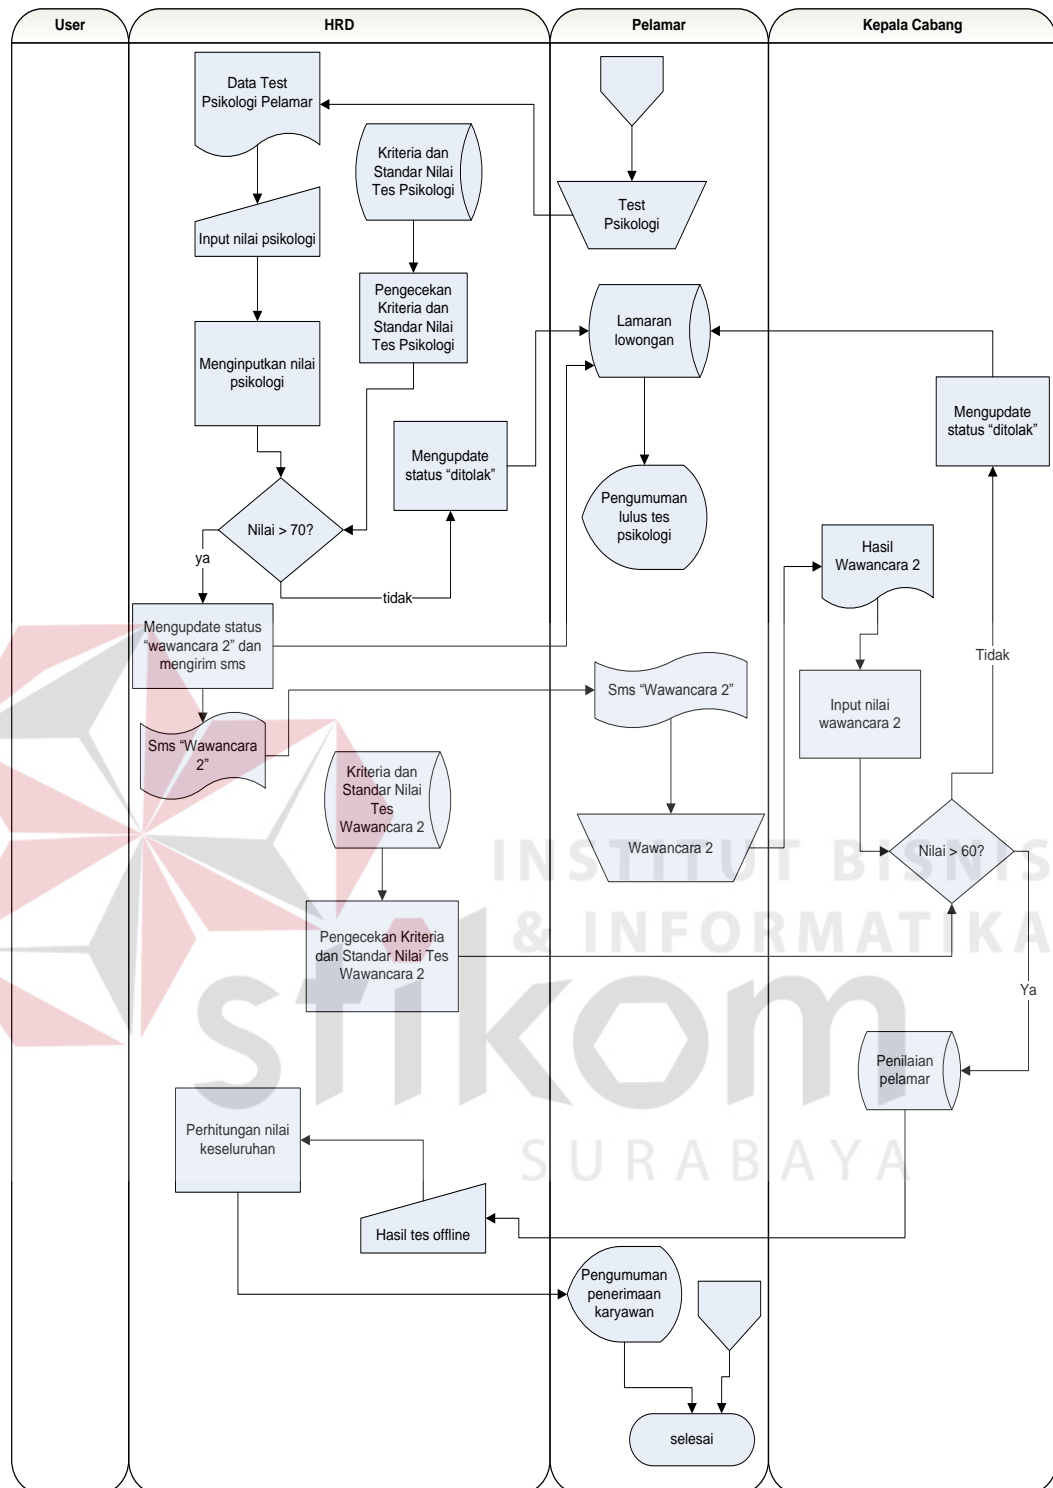 User
HRD
Pelamar
Kepala Cabang
Data Test
Psikologi Pelamar
Kriteria dan
Standar Nilai
Tes Psikologi
Test
Psikologi
Input nilai psikologi
Pengecekan
Kriteria dan
Standar Nilai
Tes Psikologi
Lamaran
lowongan
Menginputkan nilai
psikologi
Mengupdate
status “ditolak”
Mengupdate
status “ditolak”
Pengumuman
lulus tes
psikologi
Nilai > 70?
Hasil
Wawancara 2
ya
tidak
Mengupdate status
“wawancara 2” dan
mengirim sms
Tidak
Sms “Wawancara 2”
Input nilai
wawancara 2
Sms “Wawancara
2”
Kriteria dan
Standar Nilai
Tes
Wawancara 2
Wawancara 2
Nilai > 60?
INSTITUT BISNIS
& INFORMATIKA
Pengecekan Kriteria
dan Standar Nilai Tes
Wawancara 2
Ya
stikom
Penilaian
pelamar
Perhitungan nilai
keseluruhan
SURABAYA
Hasil tes offline
Pengumuman
penerimaan
karyawan
selesai